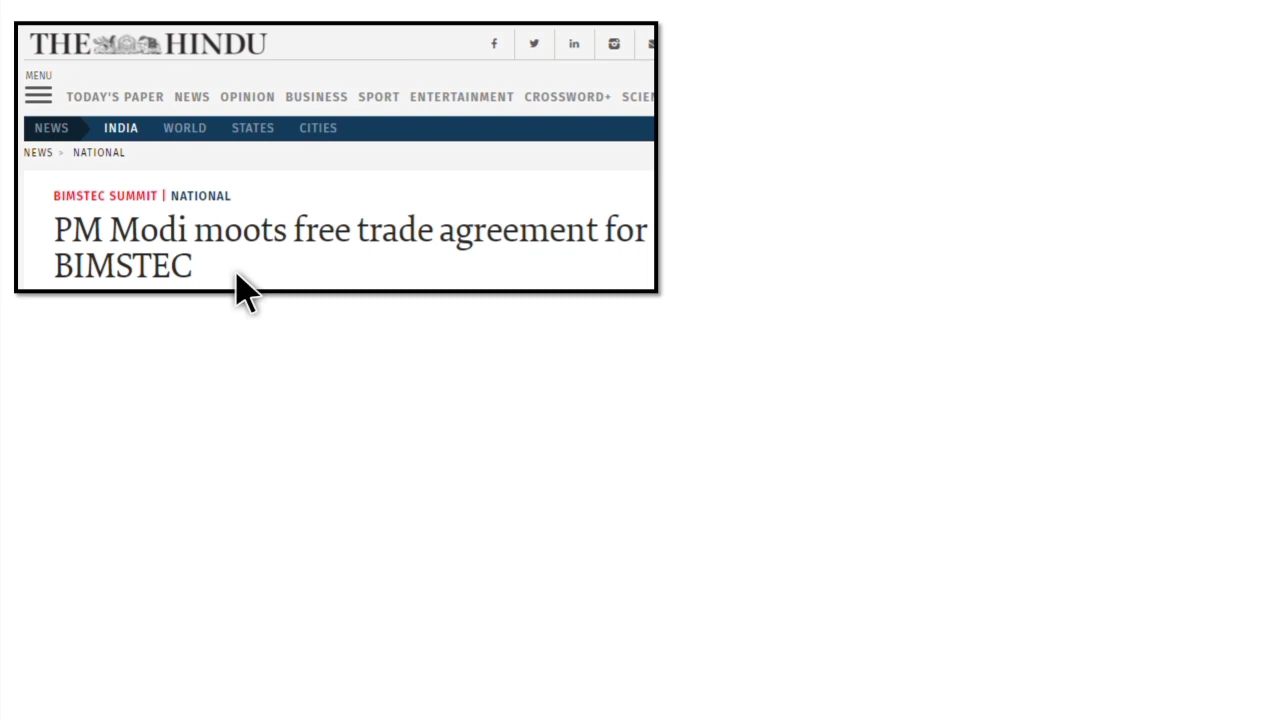 THE HINDU
MENU
TODAY'S PAPER NEWS OPINION BUSINESS SPORT ENTERTAINMENT CROSSWORD+
NEWS INDIA WORLD STATES CITIES
NEWS > NATIONAL
BIMSTEC SUMMIT | NATIONAL
PM Modi moots free trade agreement for
BIMSTEC